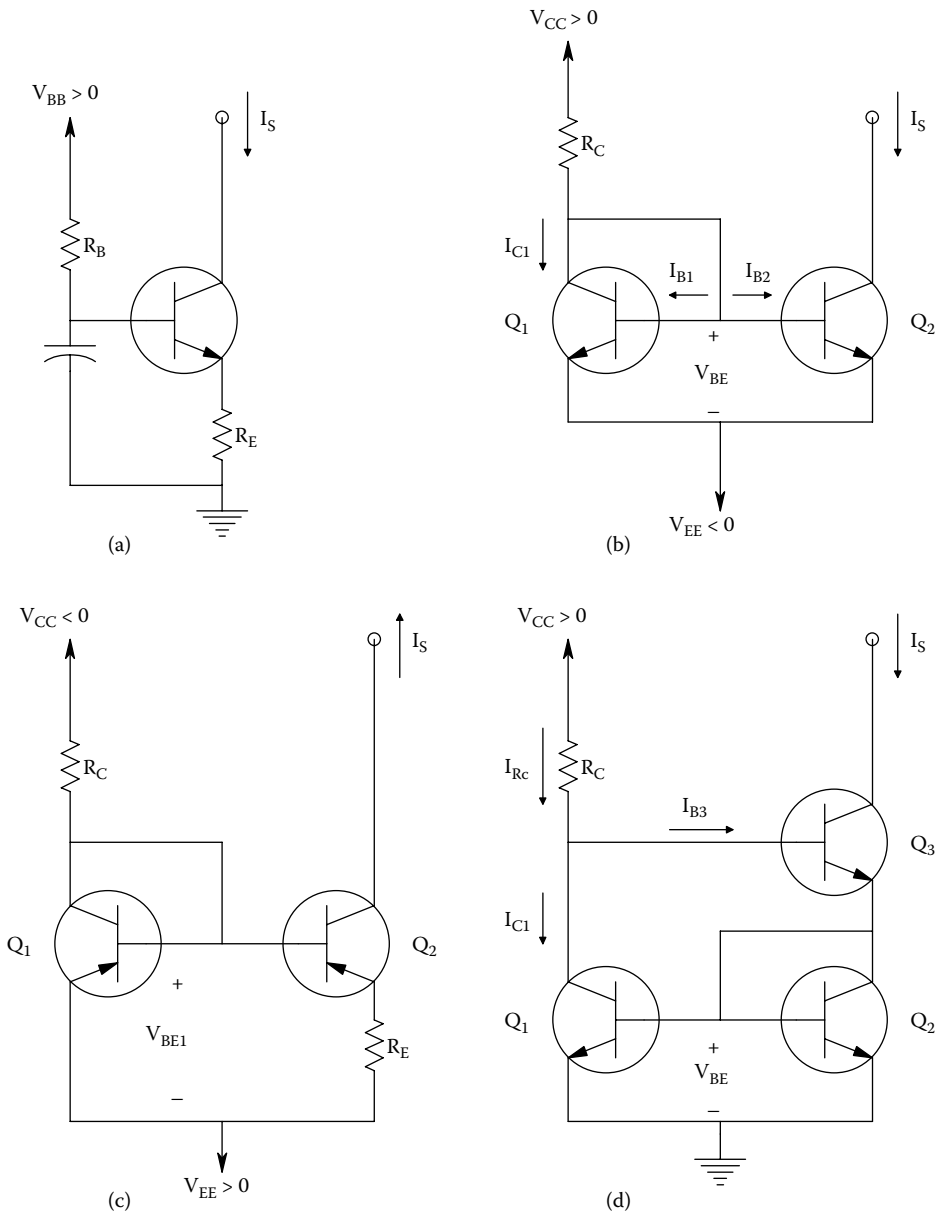 V_BB > 0
I_S
R_B
R_E
(a)
V_CC > 0
R_C
I_S
I_C1
I_B1
I_B2
Q_1
Q_2
+
V_BE
−
V_EE < 0
(b)
V_CC < 0
I_S
R_C
Q_1
Q_2
+
V_BE1
R_E
−
V_EE > 0
(c)
V_CC > 0
I_S
I_Rc
R_C
I_B3
Q_3
I_C1
Q_1
Q_2
+
V_BE
−
(d)